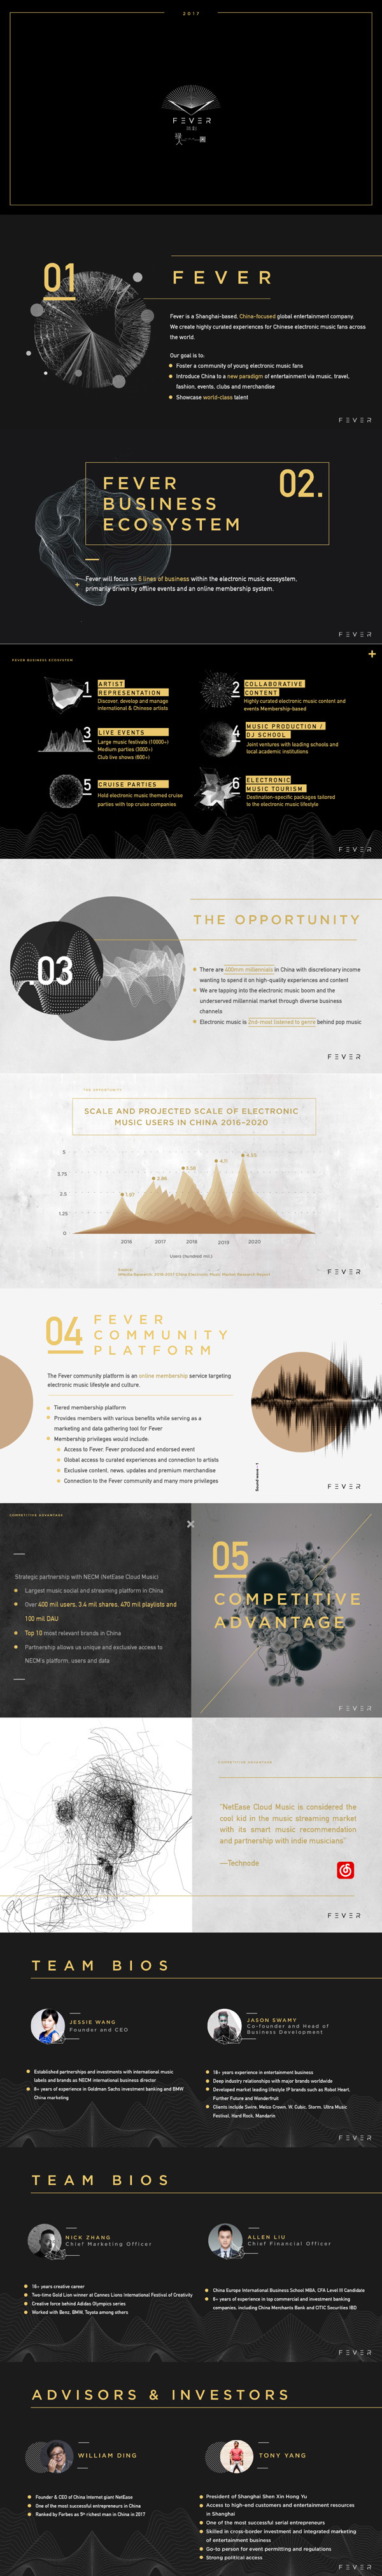 2017
FEVER
01
FEVER
Fever is a Shanghai-based, China-focused global entertainment company.
We create highly curated experiences for Chinese electronic music fans across
the world.
Our goal is to:
Foster a community of young electronic music fans
Introduce China to a new paradigm of entertainment via music, travel,
fashion, events, clubs and merchandise
Showcase world-class talent
FEVER
FEVER
BUSINESS
ECOSYSTEM
02.
Fever will focus on 6 lines of business within the electronic music ecosystem,
primarily driven by offline events and an online membership system.
FEVER
FEVER BUSINESS ECOSYSTEM
1
ARTIST
REPRESENTATION
Discover, develop and manage
international & Chinese artists
2
COLLABORATIVE
CONTENT
Highly curated electronic music content and
events Membership-based
3
LIVE EVENTS
Large music festivals (10000+)
Medium parties (3000+)
Club live shows (800+)
4
MUSIC PRODUCTION /
DJ SCHOOL
Joint ventures with leading schools and
local academic institutions
5
CRUISE PARTIES
Hold electronic music themed cruise
parties with top cruise companies
6
ELECTRONIC
MUSIC TOURISM
Destination-specific packages tailored
to the electronic music lifestyle
FEVER
.03
THE OPPORTUNITY
There are 400mm millennials in China with discretionary income
wanting to spend it on high-quality experiences and content
We are tapping into the electronic music boom and the
underserved millennial market through diverse business
channels
Electronic music is 2nd-most listened to genre behind pop music
FEVER
THE OPPORTUNITY
SCALE AND PROJECTED SCALE OF ELECTRONIC
MUSIC USERS IN CHINA 2016-2020
5
3.75
2.5
1.25
0
2016
2017
2018
2019
2020
Users (hundred mil.)
Source:
FEVER
04
FEVER
COMMUNITY
PLATFORM
The Fever community platform is an online membership service targeting
electronic music lifestyle and culture.
Tiered membership platform
Provides members with various benefits while serving as a
marketing and data gathering tool for Fever
Membership privileges would include:
Access to Fever, Fever produced and endorsed event
Global access to curated experiences and connection to artists
Exclusive content, news, updates and premium merchandise
Connection to the Fever community and many more privileges
Sound wave - 1
FEVER
COMPETITIVE ADVANTAGE
Strategic partnership with NECM (NetEase Cloud Music)
Largest music social and streaming platform in China
Over 400 mil users, 3.4 mil shares, 470 mil playlists and
100 mil DAU
Top 10 most relevant brands in China
Partnership allows us unique and exclusive access to
NECM's platform, users and data
05
COMPETITIVE
ADVANTAGE
FEVER
COMPETITIVE ADVANTAGE
"NetEase Cloud Music is considered the
cool kid in the music streaming market
with its smart music recommendation
and partnership with indie musicians"
—Technode
FEVER
TEAM BIOS
JESSIE WANG
Founder and CEO
Established partnerships and investments with international music
labels and brands as NECM international business director
8+ years of experience in Goldman Sachs investment banking and BMW
China marketing
JASON SWAMY
Co-founder and Head of
Business Development
18+ years experience in entertainment business
Deep industry relationships with major brands worldwide
Developed market leading lifestyle IP brands such as Robot Heart,
Further Future and Wonderfruit
Clients include Swire, Melco Crown, W, Cubic, Storm, Ultra Music
Festival, Hard Rock, Mandarin
FEVER
TEAM BIOS
NICK ZHANG
Chief Marketing Officer
16+ years creative career
Two-time Gold Lion winner at Cannes Lions International Festival of Creativity
Creative force behind Adidas Olympics series
Worked with Benz, BMW, Toyota among others
ALLEN LIU
Chief Financial Officer
China Europe International Business School MBA, CFA Level III Candidate
6+ years of experience in top commercial and investment banking
companies, including China Merchants Bank and CITIC Securities IBD
FEVER
ADVISORS & INVESTORS
WILLIAM DING
Founder & CEO of China Internet giant NetEase
One of the most successful entrepreneurs in China
Ranked by Forbes as 5th richest man in China in 2017
TONY YANG
President of Shanghai Shen Xin Hong Yu
Access to high-end customers and entertainment resources
in Shanghai
One of the most successful serial entrepreneurs
Skilled in cross-border investment and integrated marketing
of entertainment business
Go-to person for event permitting and regulations
Strong political access
FEVER